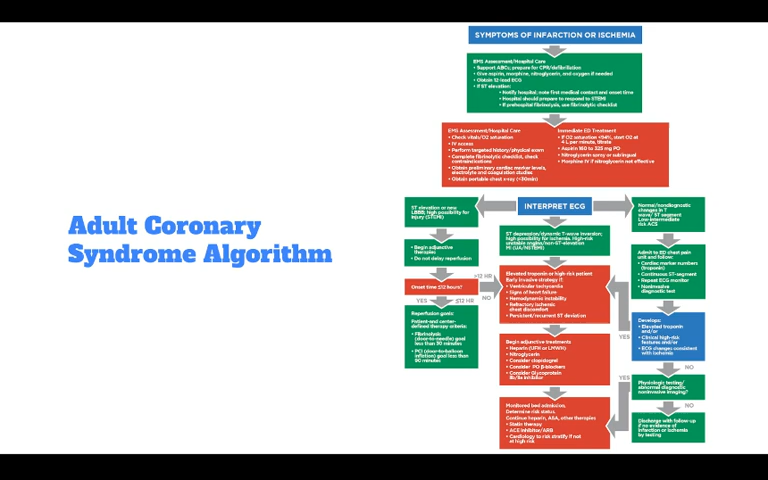 Adult Coronary
Syndrome Algorithm
SYMPTOMS OF INFARCTION OR ISCHEMIA
EMS Assessment/Hospital Care
• Support ABCs; prepare for CPR/defibrillation
• Give aspirin, morphine, nitroglycerin, and oxygen if needed
• Obtain 12-lead ECG
• If ST elevation:
• Notify hospital; note first medical contact and onset time
• Hospital should prepare to respond to STEMI
• If prehospital fibrinolysis, use fibrinolytic checklist
EMS Assessment/Hospital Care
• Check vitals/O2 saturation
• IV access
• Perform targeted history/physical exam
• Complete fibrinolytic checklist, check
contraindications
• Obtain preliminary cardiac marker levels,
electrolyte and coagulation studies
• Obtain portable chest x-ray (<30min)
Immediate ED Treatment
• If O2 saturation <94%, start O2 at
4 L per minute, titrate
• Aspirin 160 to 325 mg PO
• Nitroglycerin spray or sublingual
• Morphine IV if nitroglycerin not effective
INTERPRET ECG
ST elevation or new
LBBB; high possibility for
injury (STEMI)
• Begin adjunctive
therapies
• Do not delay reperfusion
Onset time ≤12 hours?
>12 HR
NO
YES
≤12 HR
Reperfusion goals:
Patient-and center-
defined therapy criteria:
• Fibrinolysis
(door-to-needle) goal
less than 30 minutes
• PCI (door-to-balloon
inflation) goal less than
90 minutes
ST depression/dynamic T-wave inversion;
high possibility for ischemia. High-risk
unstable angina/non-ST-elevation
MI (UA/NSTEMI)
Elevated troponin or high risk patient
Early invasive strategy if:
• Ventricular tachycardia
• Signs of heart failure
• Hemodynamic instability
• Refractory ischemic
chest discomfort
• Persistent/recurrent ST deviation
Begin adjunctive treatments
• Heparin (UFH or LMWH)
• Nitroglycerin
• Consider clopidogrel
• Consider PO β-blockers
• Consider Glycoprotein
IIb/IIIa inhibitor
Monitored bed admission.
Determine risk status.
Continue heparin, ASA, other therapies
• Statin therapy
• ACE inhibitor/ARB
• Cardiology to risk stratify if not
at high risk
Normal/nondiagnostic
changes in T
wave/ ST segment
Low-intermediate
risk ACS
Admit to ED chest pain
unit and follow:
• Cardiac marker numbers
(troponin)
• Continuous ST-segment
• Repeat ECG monitor
• Noninvasive
diagnostic test
Develops:
• Elevated troponin
and/or
• Clinical high-risk
features and/or
• ECG changes consistent
with ischemia
YES
NO
Physiologic testing/
abnormal diagnostic
noninvasive imaging?
YES
NO
Discharge with follow-up
if no evidence of
infarction or ischemia
by testing